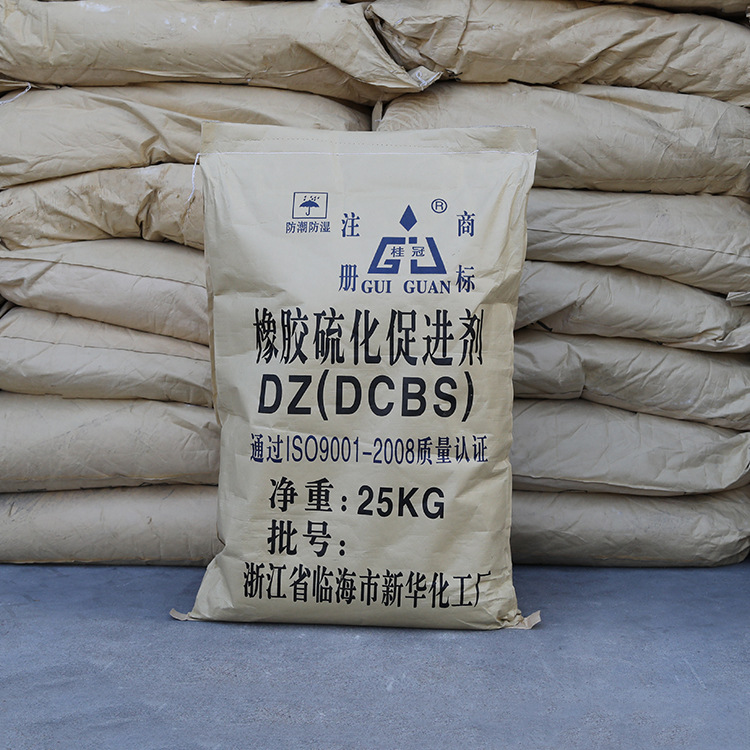 防潮防湿
注册商标
®
桂冠
GUI GUAN
橡胶硫化促进剂
DZ(DCBS)
通过ISO9001-2008质量认证
净重:25KG
批号:
浙江省临海市新华化工厂